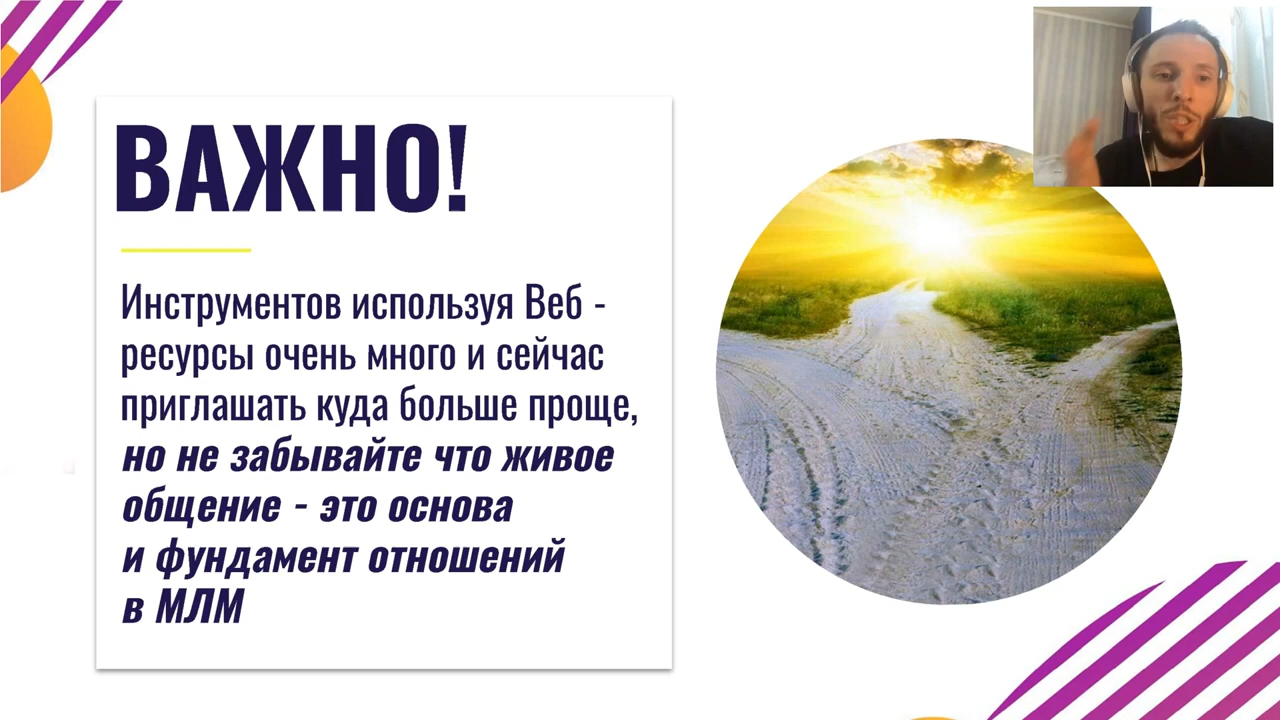 ВАЖНО!
Инструментов используя Веб -
ресурсы очень много и сейчас
приглашать куда больше проще,
но не забывайте что живое
общение - это основа
и фундамент отношений
в МЛМ